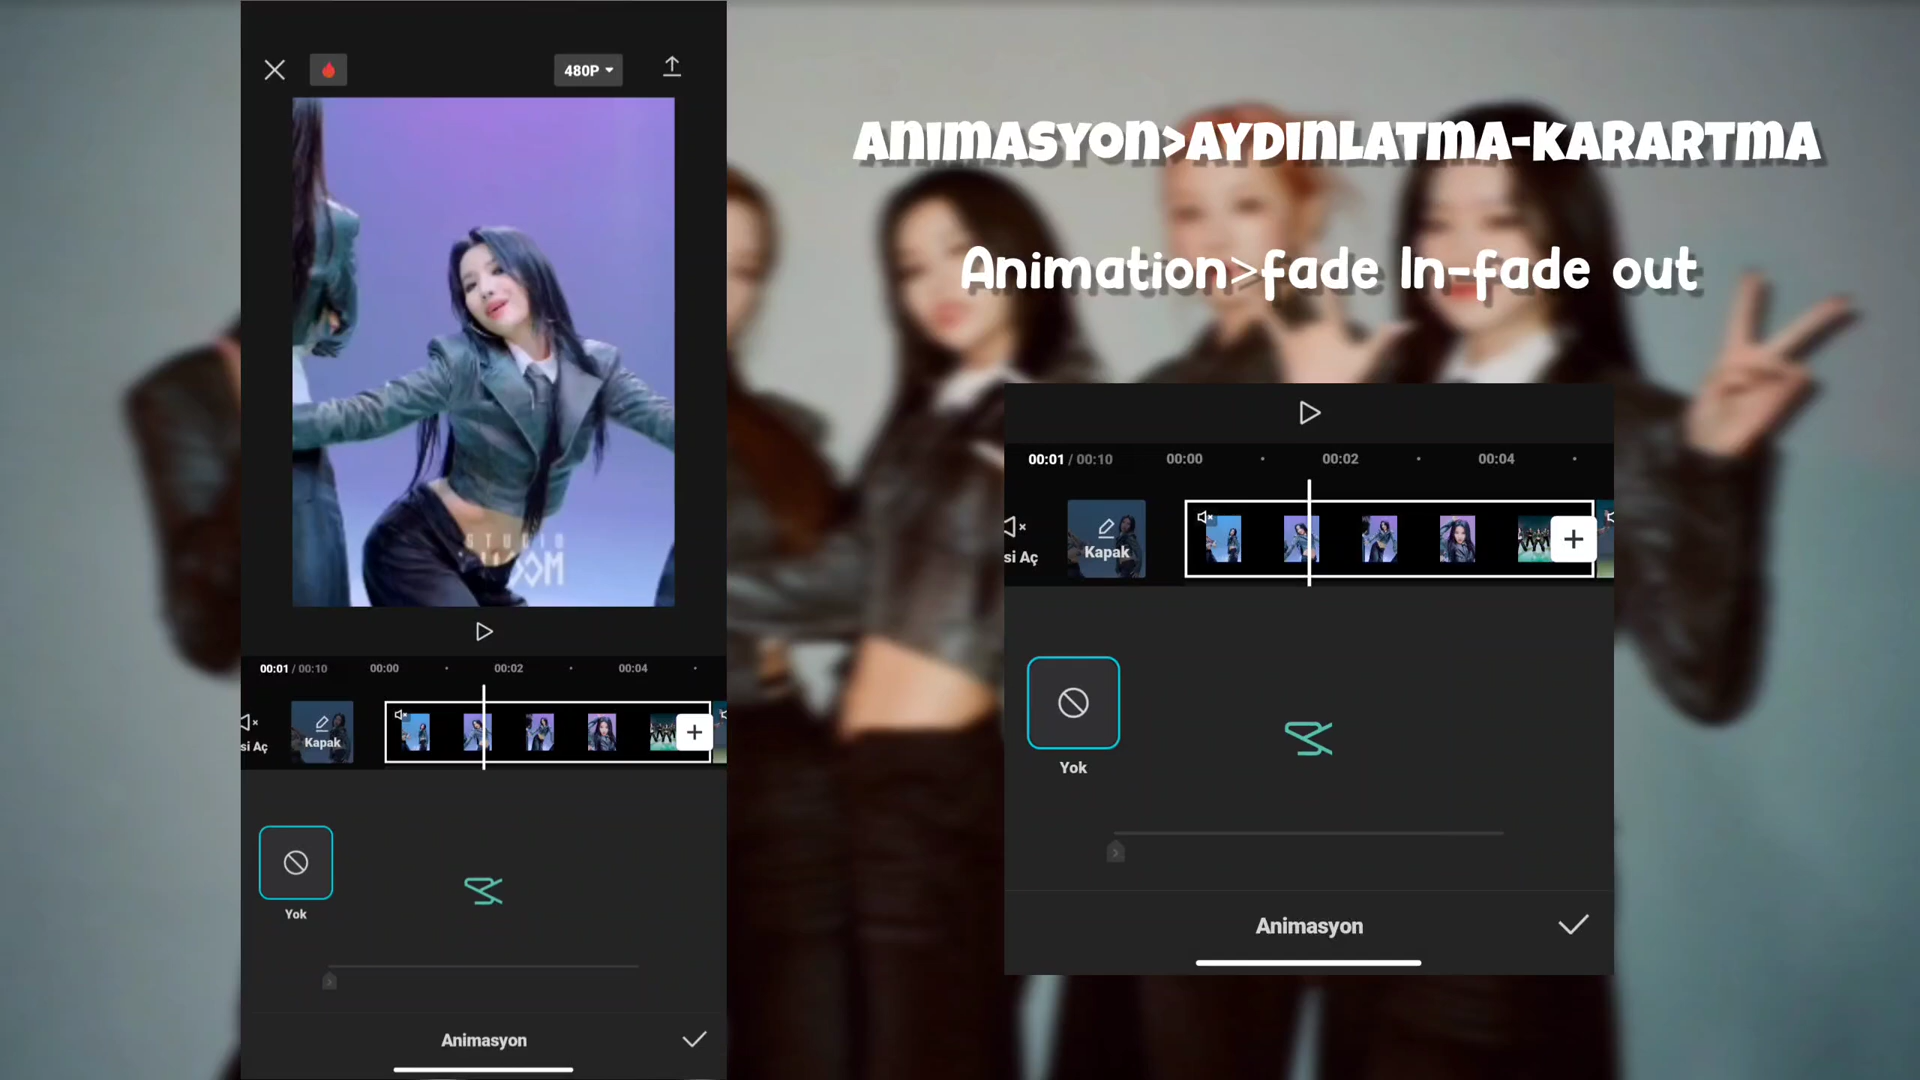 480P
ANIMASYON>AYDINLATMA-KARARTMA
Animation>fade In-fade out
STUDIO
00:01 / 00:10 00:00 00:02 00:04
si Aç
Kapak
Yok
Animasyon
00:01 / 00:10 00:00 00:02 00:04
si Aç
Kapak
Yok
Animasyon